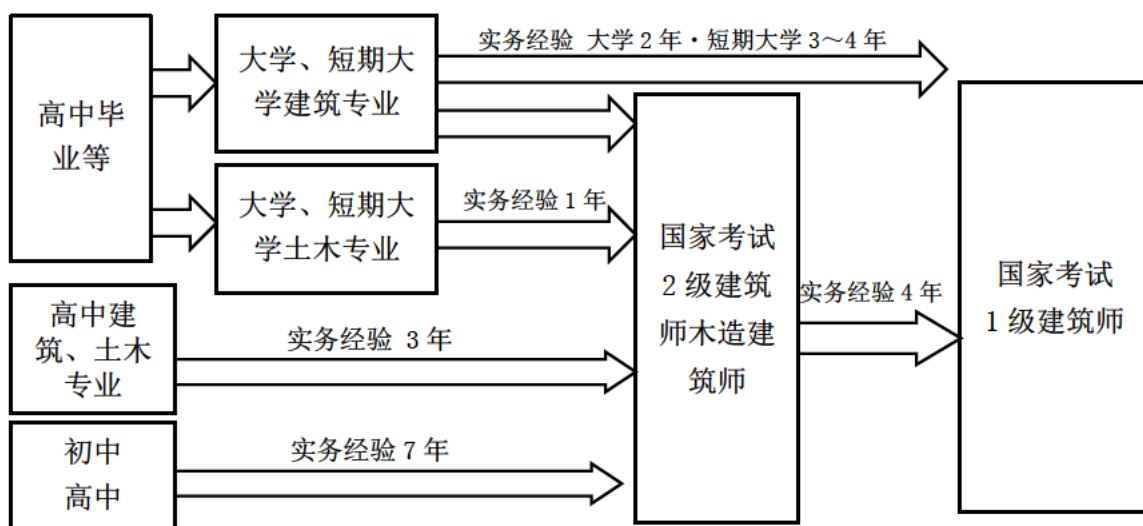 高中毕
业等
大学、短期大
学建筑专业
实务经验 大学2年·短期大学3～4年
大学、短期大
学土木专业
实务经验1年
高中建
筑、土木
专业
实务经验 3年
初中
高中
实务经验7年
国家考试
2级建筑
师木造建
筑师
实务经验4年
国家考试
1级建筑师